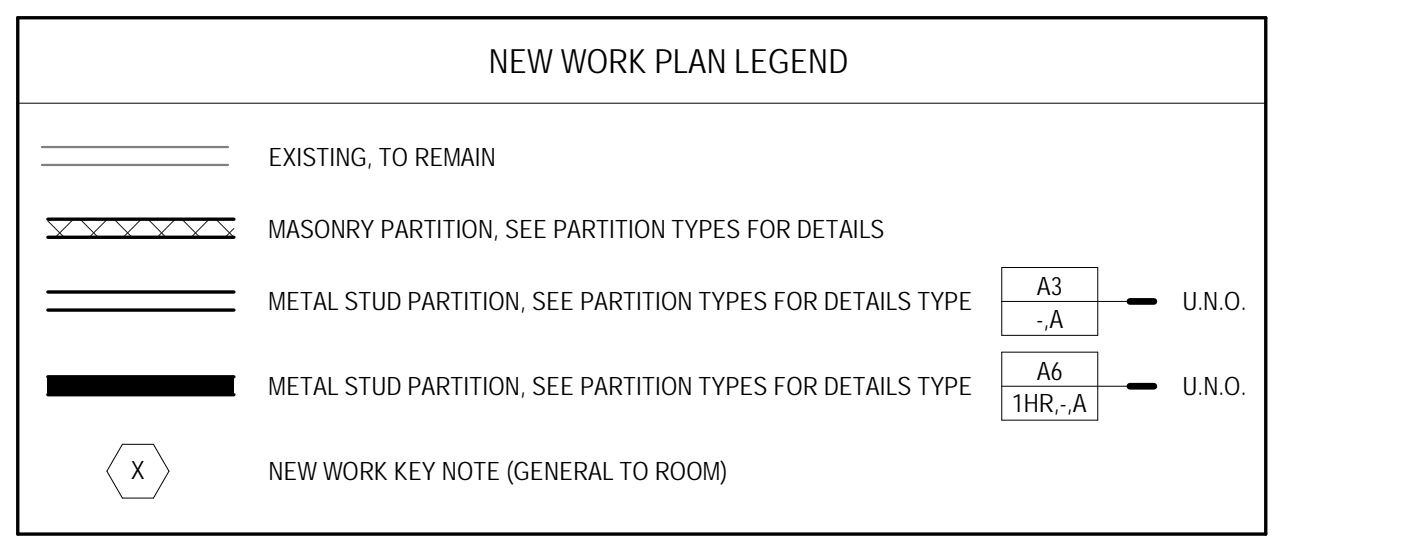 NEW WORK PLAN LEGEND
EXISTING, TO REMAIN
MASONRY PARTITION, SEE PARTITION TYPES FOR DETAILS
METAL STUD PARTITION, SEE PARTITION TYPES FOR DETAILS TYPE
A3
-,A
U.N.O.
METAL STUD PARTITION, SEE PARTITION TYPES FOR DETAILS TYPE
A6
1HR,-,A
U.N.O.
X
NEW WORK KEY NOTE (GENERAL TO ROOM)